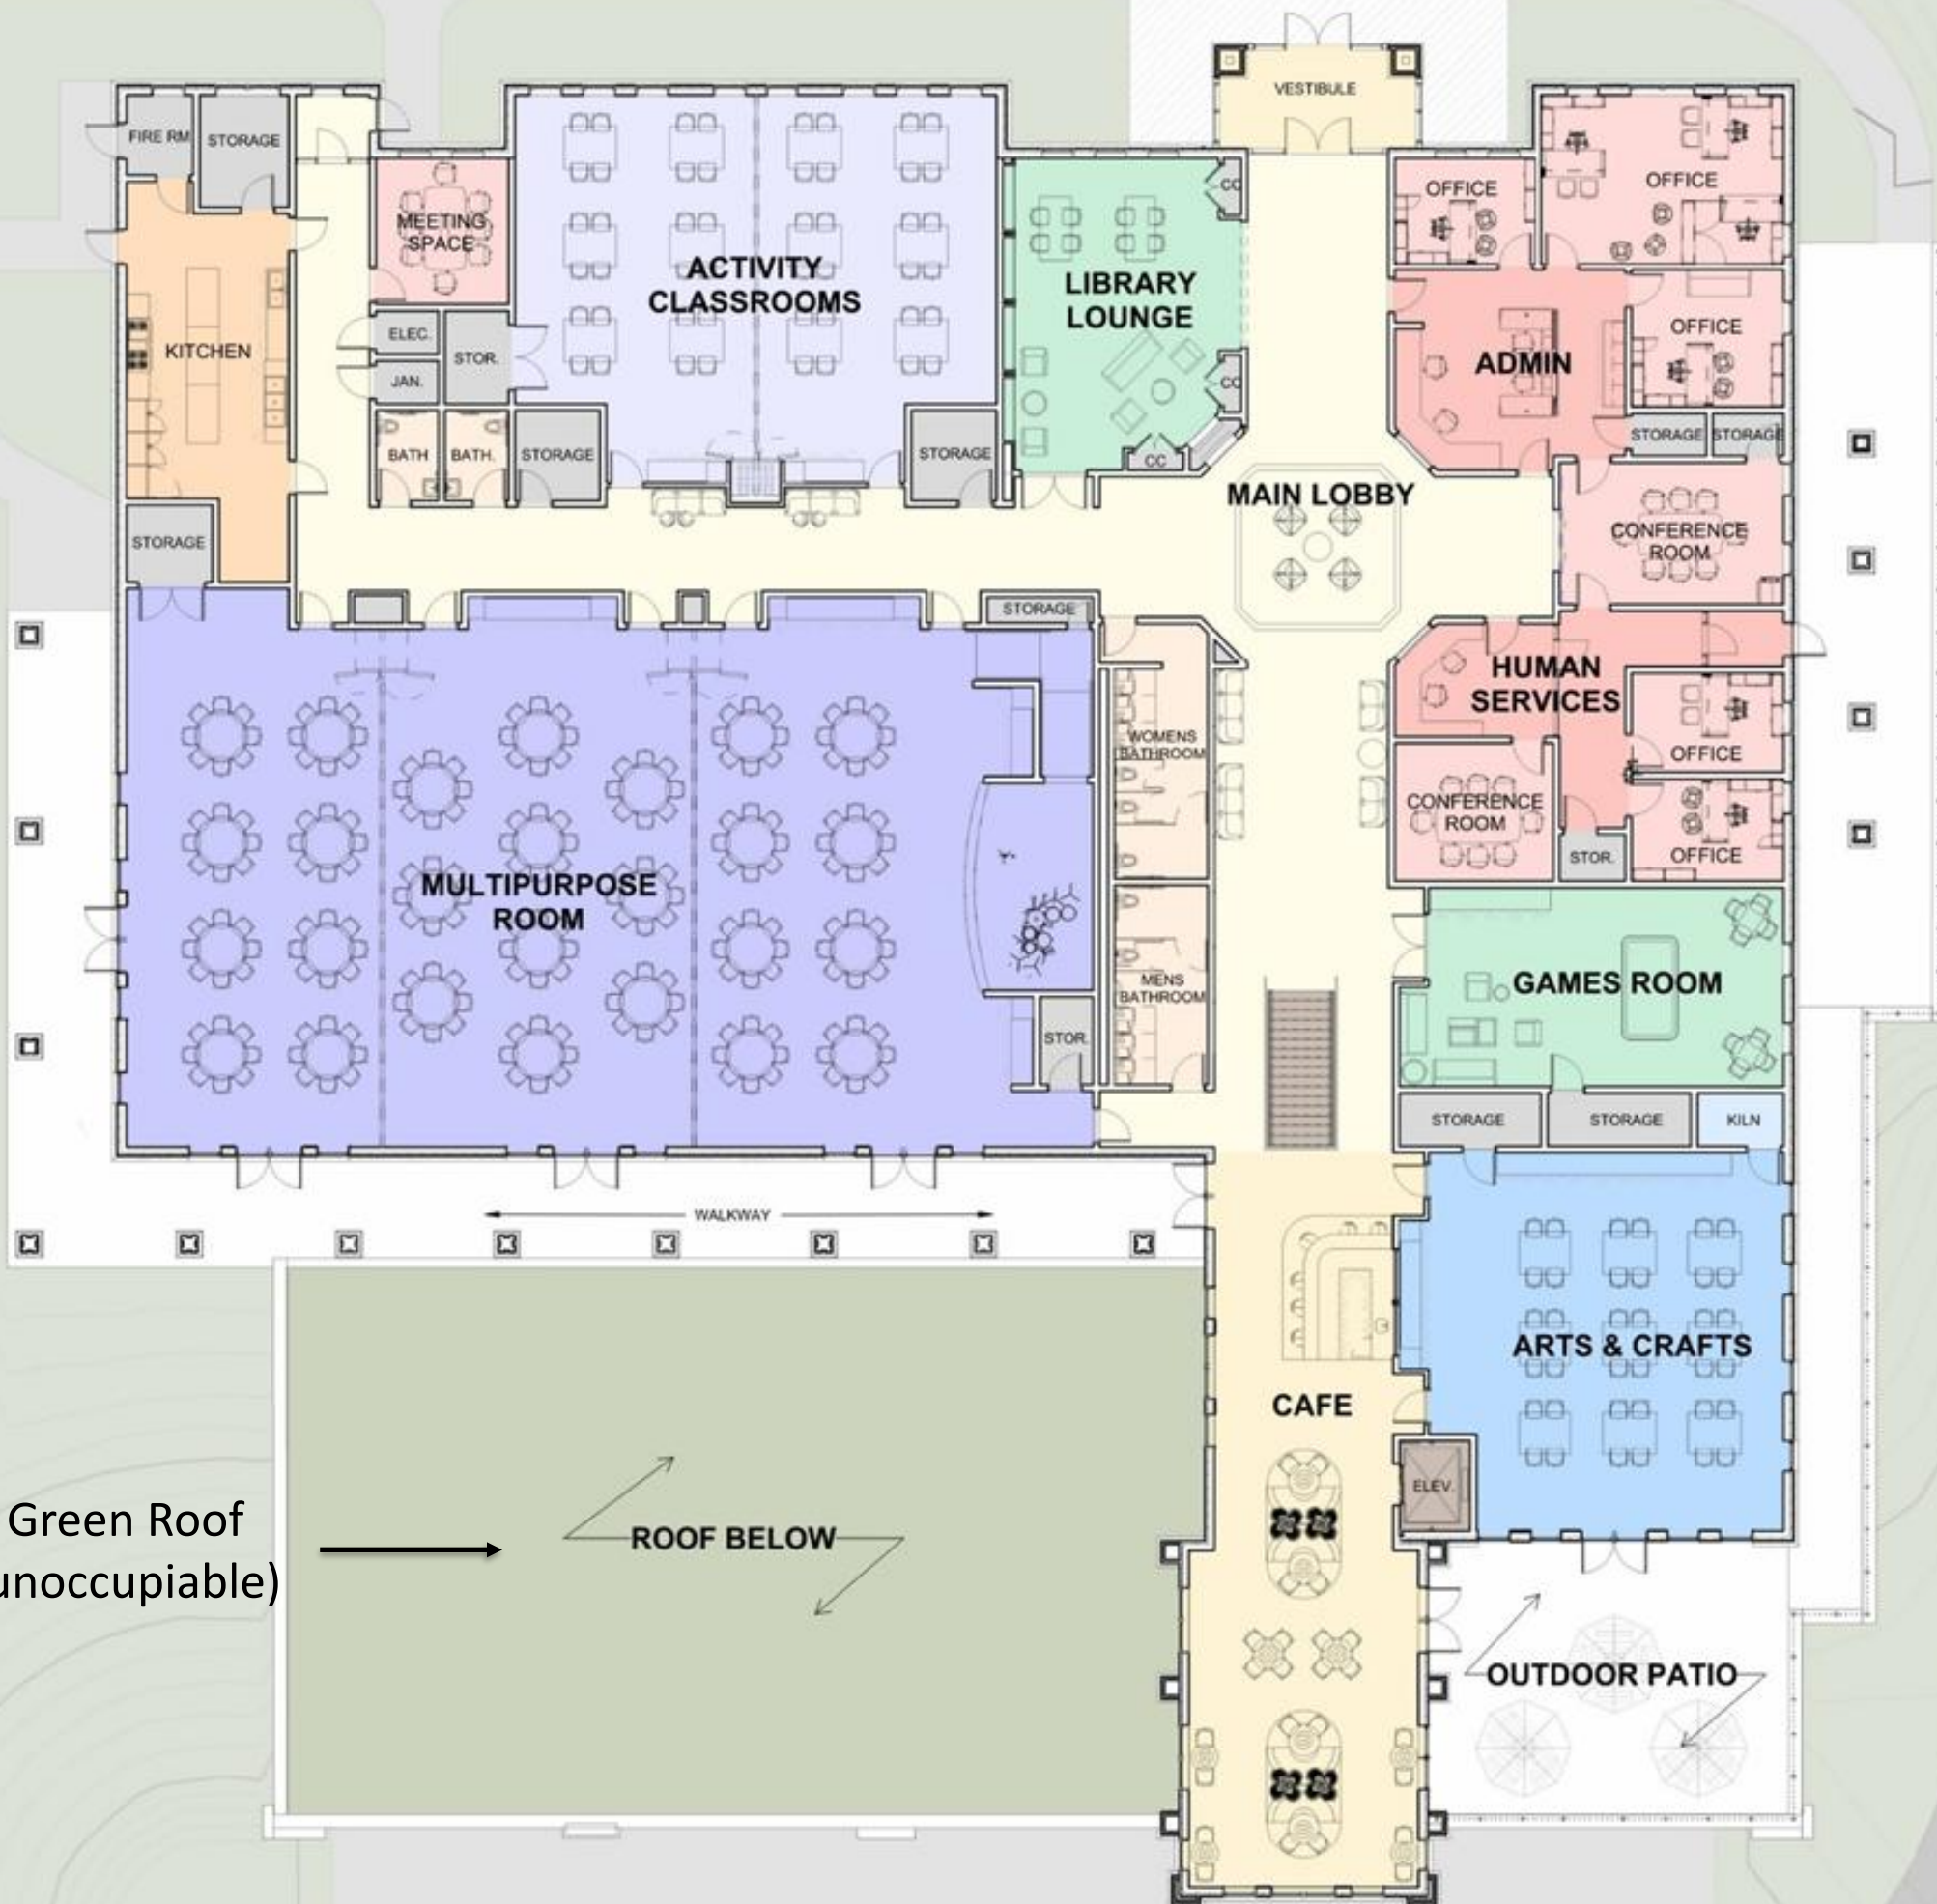 VESTIBULE
FIRE RM
STORAGE
OFFICE
OFFICE
MEETING
SPACE
CC
ACTIVITY
CLASSROOMS
LIBRARY
LOUNGE
ELEC.
STOR.
KITCHEN
JAN.
CC
ADMIN
OFFICE
BATH
BATH.
STORAGE
STORAGE
CC
STORAGE
STORAGE
MAIN LOBBY
STORAGE
CONFERENCE
ROOM
STORAGE
HUMAN
SERVICES
WOMENS
BATHROOM
OFFICE
CONFERENCE
ROOM
STOR.
OFFICE
MULTIPURPOSE
ROOM
MENS
BATHROOM
GAMES ROOM
STOR.
STORAGE
STORAGE
KILN
WALKWAY
ARTS & CRAFTS
CAFE
ELEV.
Green Roof
unoccupiable)
ROOF BELOW
OUTDOOR PATIO